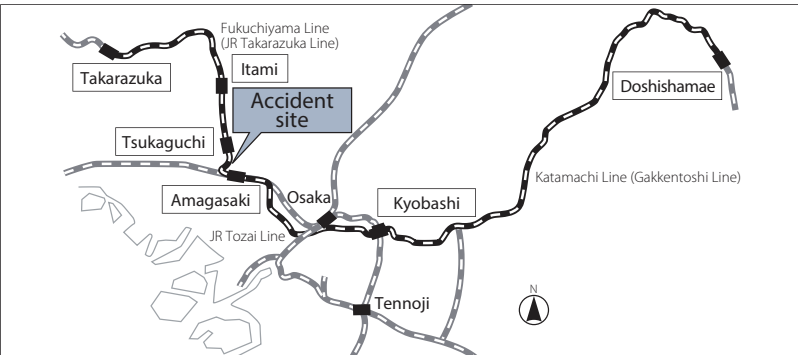 Fukuchiyama Line
(JR Takarazuka Line)
Takarazuka
Itami
Doshishamae
Accident
site
Tsukaguchi
Katamachi Line (Gakkentoshi Line)
Amagasaki
Osaka
Kyobashi
JR Tozai Line
N
Tennoji